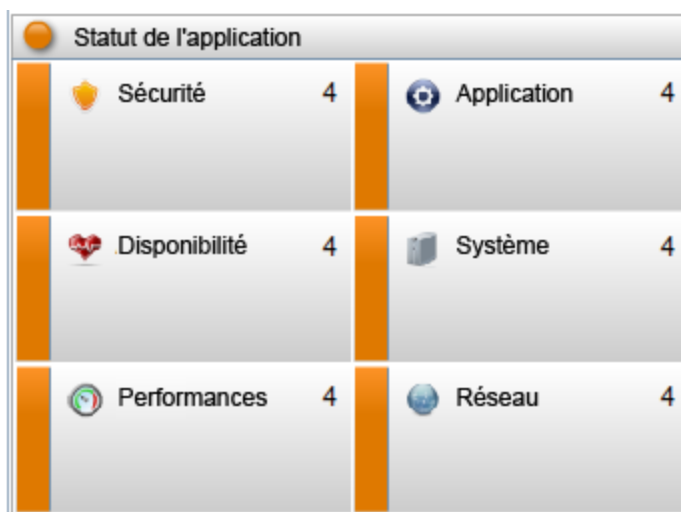 Statut de l'application
Sécurité 4
Application 4
.Disponibilité 4
Système 4
Performances 4
Réseau 4